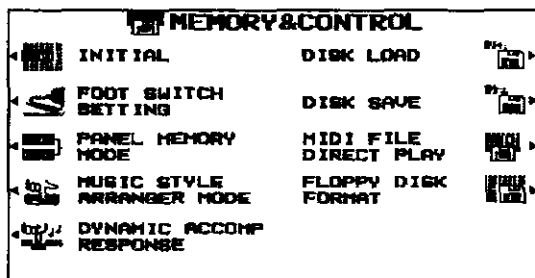 MEMORY&CONTROL
INITIAL
FOOT SWITCH
SETTING
PANEL MEMORY
MODE
MUSIC STYLE
ARRANGER MODE
DYNAMIC ACCOMP
RESPONSE
DISK LOAD
DISK SAVE
MIDI FILE
DIRECT PLAY
FLOPPY DISK
FORMAT